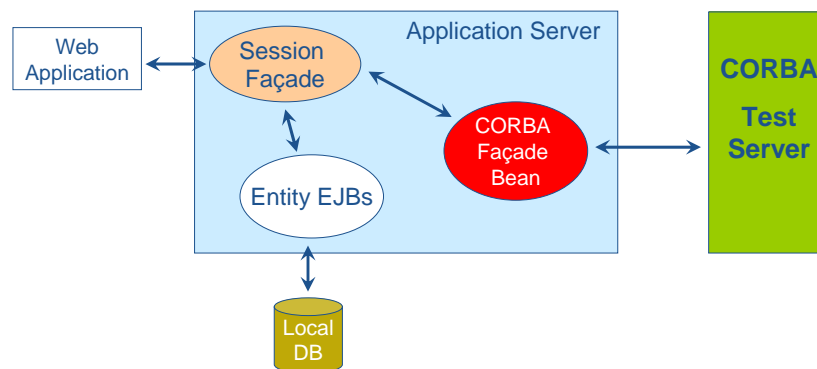 Web
Application
Session
Façade
Application Server
CORBA
Façade
Bean
Entity EJBs
Local
DB
CORBA
Test
Server